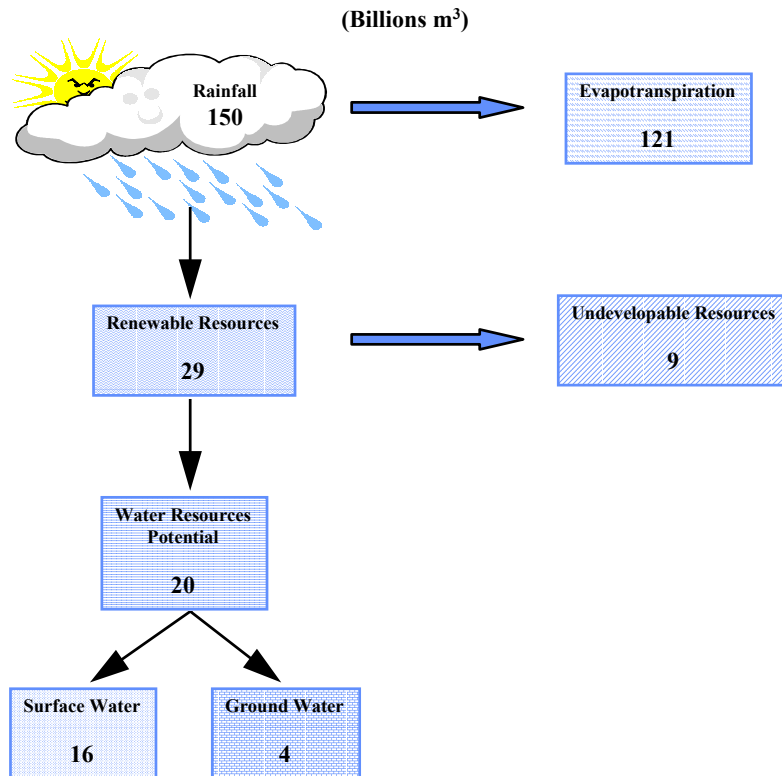 (Billions m³)
Rainfall
150
Evapotranspiration
121
Renewable Resources
29
Undevelopable Resources
9
Water Resources
Potential
20
Surface Water
16
Ground Water
4